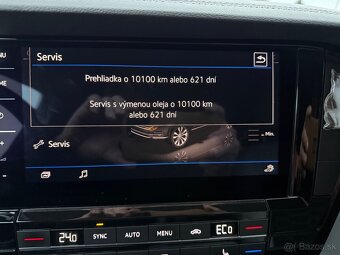 Servis
Prehliadka o 10100 km alebo 621 dní
Servis s výmenou oleja o 10100 km
alebo 621 dní
Min.
Servis
MENU
24.0
SYNC
AUTO
MENU
ECO
bazos.sk